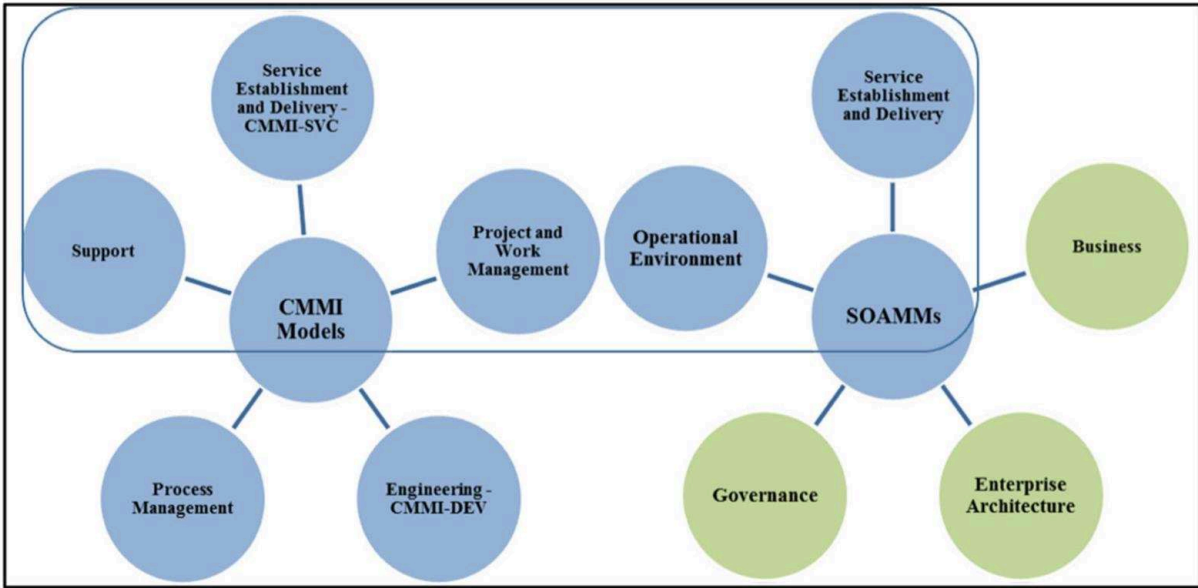 Service
Establishment
and Delivery -
CMMI-SVC
Support
Project and
Work
Management
CMMI
Models
Process
Management
Engineering -
CMMI-DEV
Service
Establishment
and Delivery
Operational
Environment
Business
SOAMMs
Governance
Enterprise
Architecture